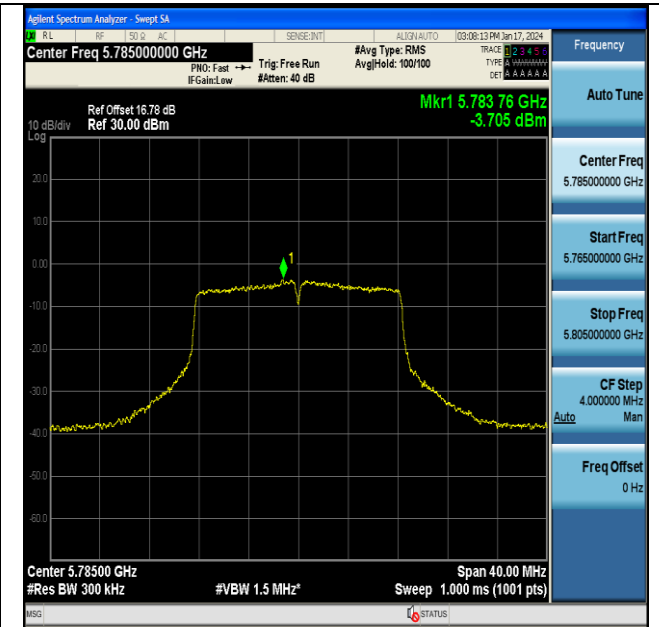 Agilent Spectrum Analyzer - Swept SA
RL RF 50 Ω AC SENSE:INT ALIGN AUTO 03:08:13 PM Jan 17, 2024
Center Freq 5.785000000 GHz
PNO: Fast
IFGain:Low
Trig: Free Run
#Atten: 40 dB
#Avg Type: RMS
Avg|Hold: 100/100
TRACE 1 2 3 4 5 6
TYPE A
DET A A A A A A
Ref Offset 16.78 dB
10 dB/div Ref 30.00 dBm
Log
Mkr1 5.783 76 GHz
-3.705 dBm
20.0
10.0
0.00
-10.0
-20.0
-30.0
-40.0
-50.0
-60.0
1
Center 5.78500 GHz
#Res BW 300 kHz
#VBW 1.5 MHz*
Span 40.00 MHz
Sweep 1.000 ms (1001 pts)
MSG
STATUS
Frequency
Auto Tune
Center Freq
5.785000000 GHz
Start Freq
5.765000000 GHz
Stop Freq
5.805000000 GHz
CF Step
4.000000 MHz
Auto Man
Freq Offset
0 Hz